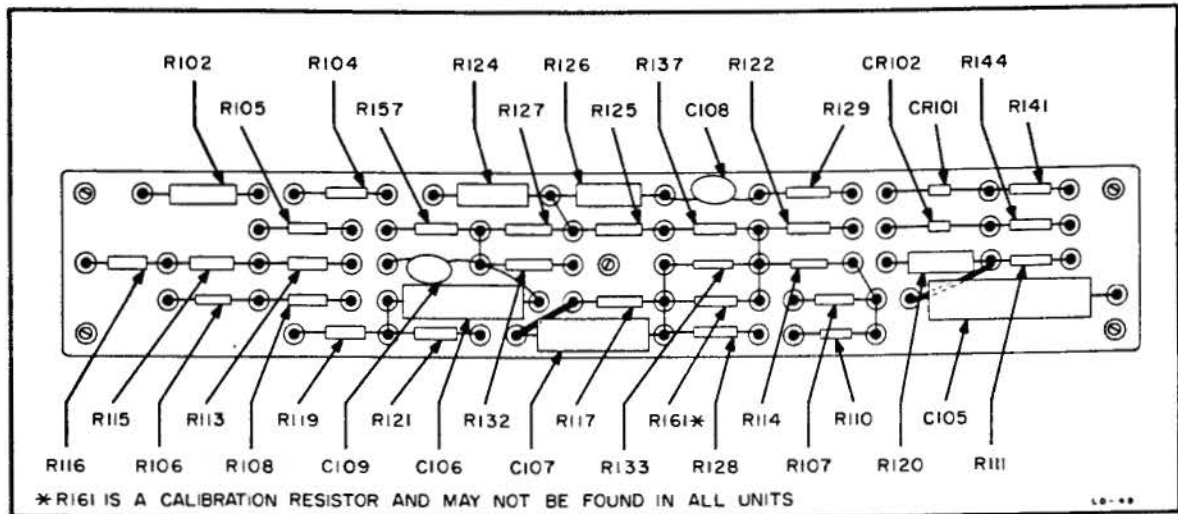 R102 R104 R124 R126 R137 R122 CR102 R144
R105 R157 R127 R125 C108 R129 CR101 R141
R115 R113 R119 R121 R132 R117 R161* R114 R110 C105
R116 R106 R108 C109 C106 C107 R133 R128 R107 R120 R111
*R161 IS A CALIBRATION RESISTOR AND MAY NOT BE FOUND IN ALL UNITS